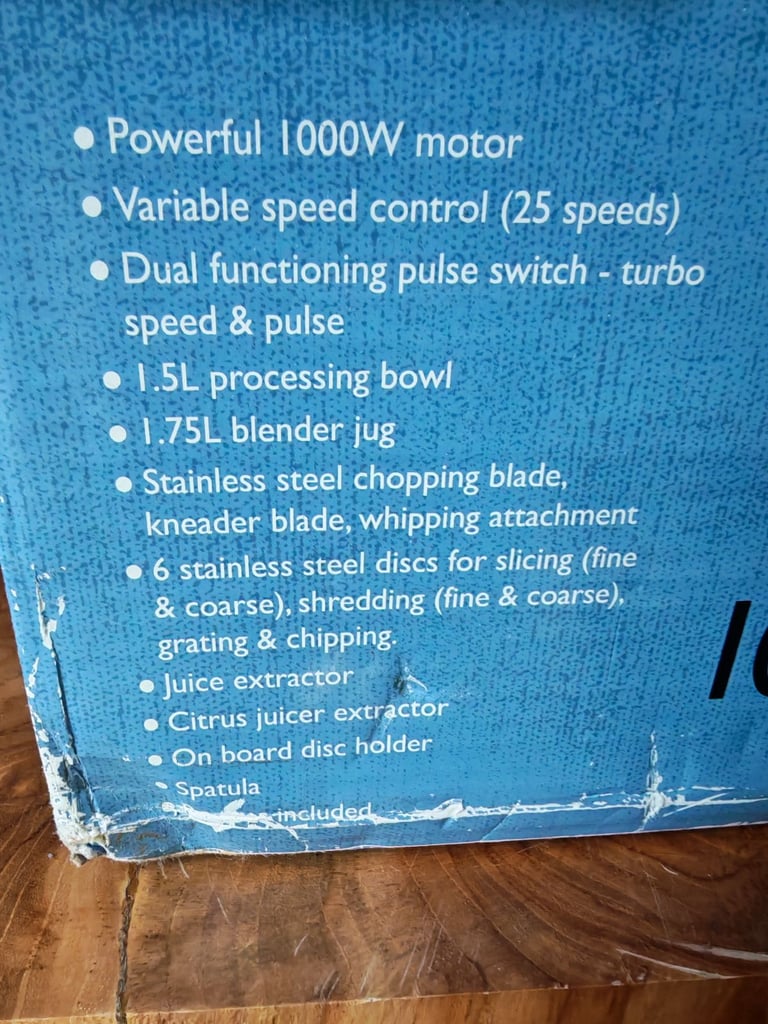 • Powerful 1000W motor
• Variable speed control (25 speeds)
• Dual functioning pulse switch - turbo
speed & pulse
• 1.5L processing bowl
• 1.75L blender jug
• Stainless steel chopping blade,
kneader blade, whipping attachment
• 6 stainless steel discs for slicing (fine
& coarse), shredding (fine & coarse),
grating & chipping.
• Juice extractor
• Citrus juicer extractor
• On board disc holder
• Spatula
• included